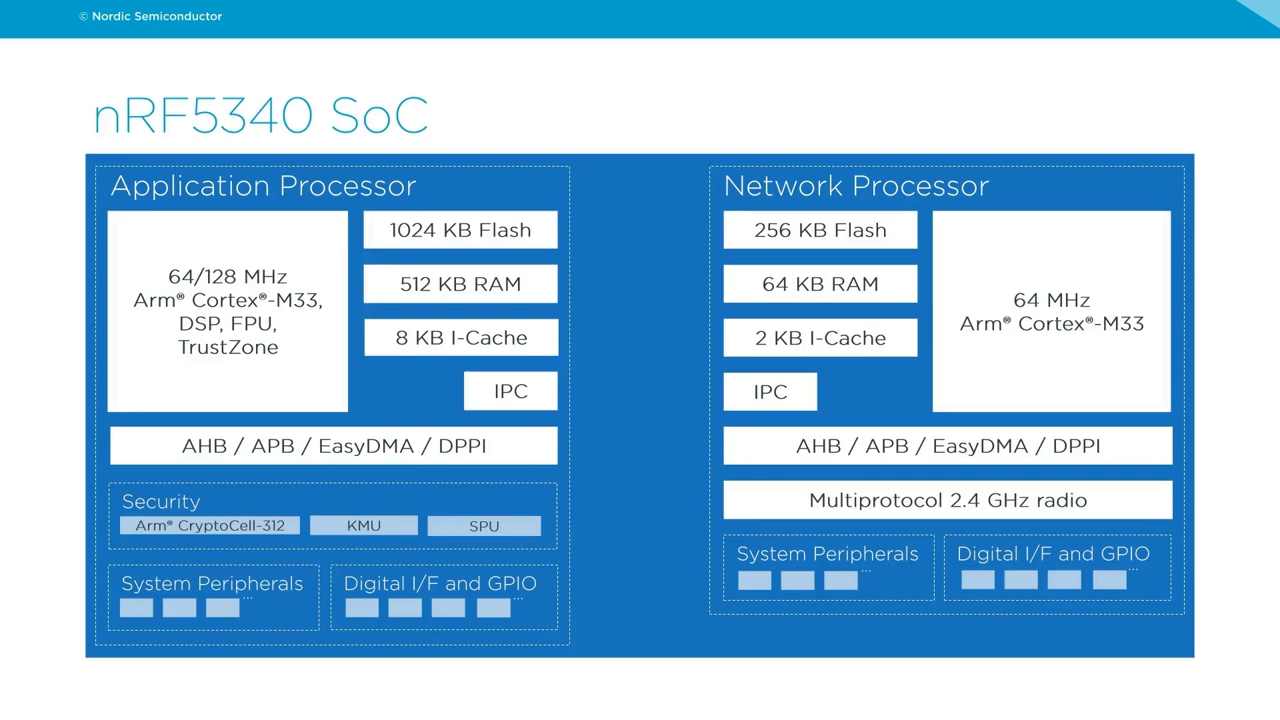 © Nordic Semiconductor
nRF5340 SoC
Application Processor
64/128 MHz
Arm® Cortex®-M33,
DSP, FPU,
TrustZone
1024 KB Flash
512 KB RAM
8 KB I-Cache
IPC
AHB / APB / EasyDMA / DPPI
Security
Arm® CryptoCell-312
KMU
SPU
System Peripherals
...
Digital I/F and GPIO
...
Network Processor
256 KB Flash
64 KB RAM
2 KB I-Cache
IPC
64 MHz
Arm® Cortex®-M33
AHB / APB / EasyDMA / DPPI
Multiprotocol 2.4 GHz radio
System Peripherals
...
Digital I/F and GPIO
...